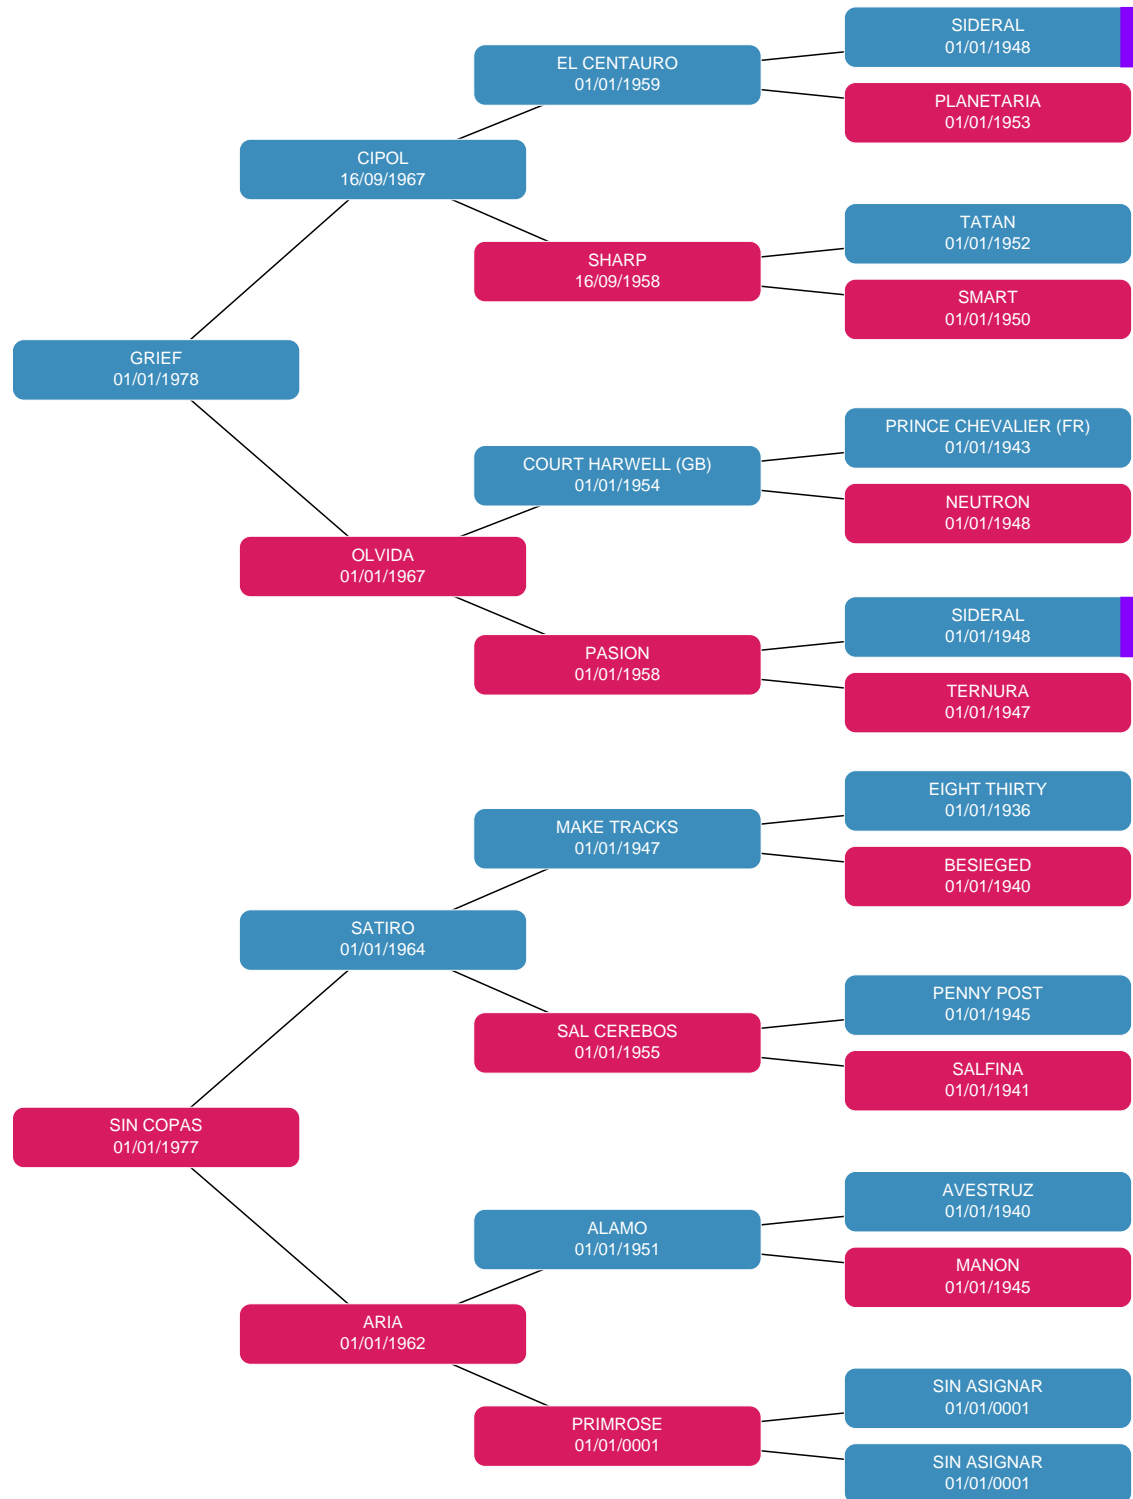 SIDERAL
01/01/1948
EL CENTAURO
01/01/1959
PLANETARIA
01/01/1953
CIPOL
16/09/1967
TATAN
01/01/1952
SHARP
16/09/1958
SMART
01/01/1950
GRIEF
01/01/1978
PRINCE CHEVALIER (FR)
01/01/1943
COURT HARWELL (GB)
01/01/1954
NEUTRON
01/01/1948
OLVIDA
01/01/1967
SIDERAL
01/01/1948
PASION
01/01/1958
TERNURA
01/01/1947
EIGHT THIRTY
01/01/1936
MAKE TRACKS
01/01/1947
BESIEGED
01/01/1940
SATIRO
01/01/1964
PENNY POST
01/01/1945
SAL CEREBOS
01/01/1955
SALFINA
01/01/1941
SIN COPAS
01/01/1977
AVESTRUZ
01/01/1940
ALAMO
01/01/1951
MANON
01/01/1945
ARIA
01/01/1962
SIN ASIGNAR
01/01/0001
PRIMROSE
01/01/0001
SIN ASIGNAR
01/01/0001